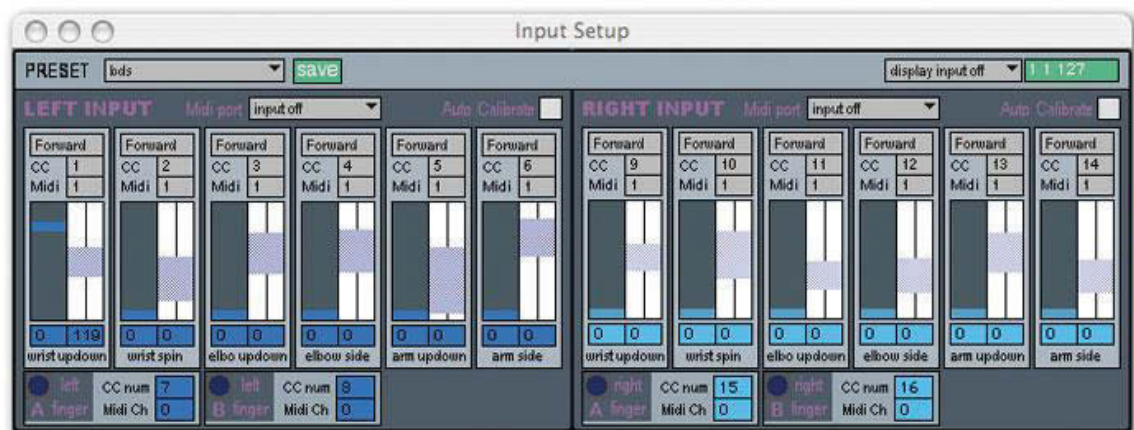 Input Setup
PRESET bds save display input off 1 1 127
LEFT INPUT Midi port input off Auto Calibrate RIGHT INPUT Midi port input off Auto Calibrate
Forward Forward Forward Forward Forward Forward Forward Forward Forward Forward Forward Forward
CC 1 CC 2 CC 3 CC 4 CC 5 CC 6 CC 9 CC 10 CC 11 CC 12 CC 13 CC 14
Midi 1 Midi 1 Midi 1 Midi 1 Midi 1 Midi 1 Midi 1 Midi 1 Midi 1 Midi 1 Midi 1 Midi 1
0 119 0 0 0 0 0 0 0 0 0 0 0 0 0 0 0 0 0 0 0 0 0 0
wrist updown wrist spin elbo updown elbow side arm updown arm side wrist updown wrist spin elbo updown elbow side arm updown arm side
left CC num 7 left CC num 8 right CC num 15 right CC num 16
A finger Midi Ch 0 B finger Midi Ch 0 A finger Midi Ch 0 B finger Midi Ch 0